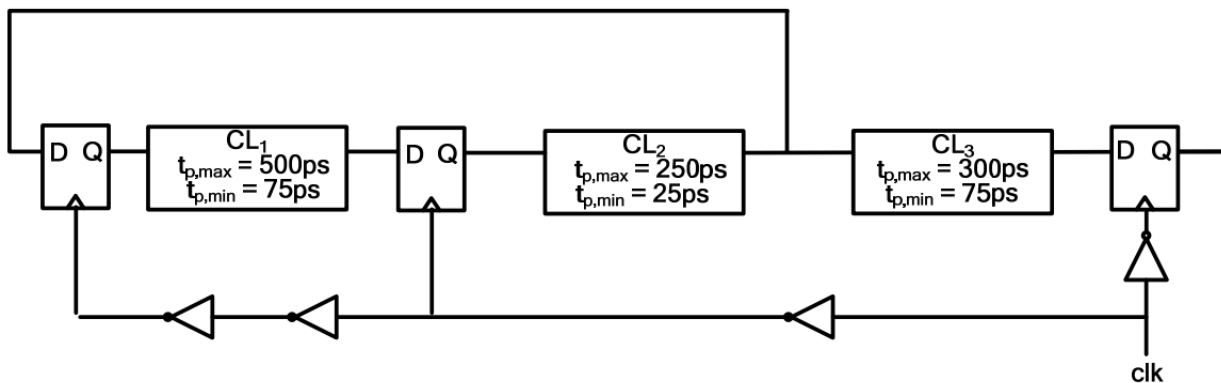 CL₁
tₚ,ₘₐₓ = 500ps
tₚ,ₘᵢₙ = 75ps
D Q
D Q
CL₂
tₚ,ₘₐₓ = 250ps
tₚ,ₘᵢₙ = 25ps
CL₃
tₚ,ₘₐₓ = 300ps
tₚ,ₘᵢₙ = 75ps
D Q
clk